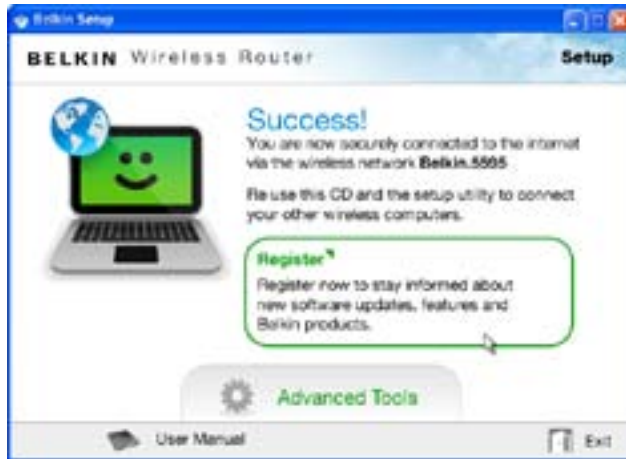 Belkin Setup
BELKIN Wireless Router
Setup
Success!
You are now securely connected to the internet
via the wireless network Belkin.5595
Re use this CD and the setup utility to connect
your other wireless computers.
Register
Register now to stay informed about
new software updates, features and
Belkin products.
Advanced Tools
User Manual
Exit